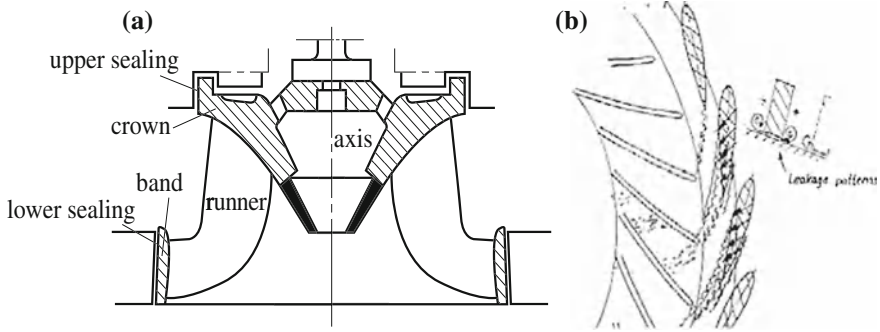 (a)
upper sealing
crown
axis
band
lower sealing
runner
(b)
- +
Leakage patterns